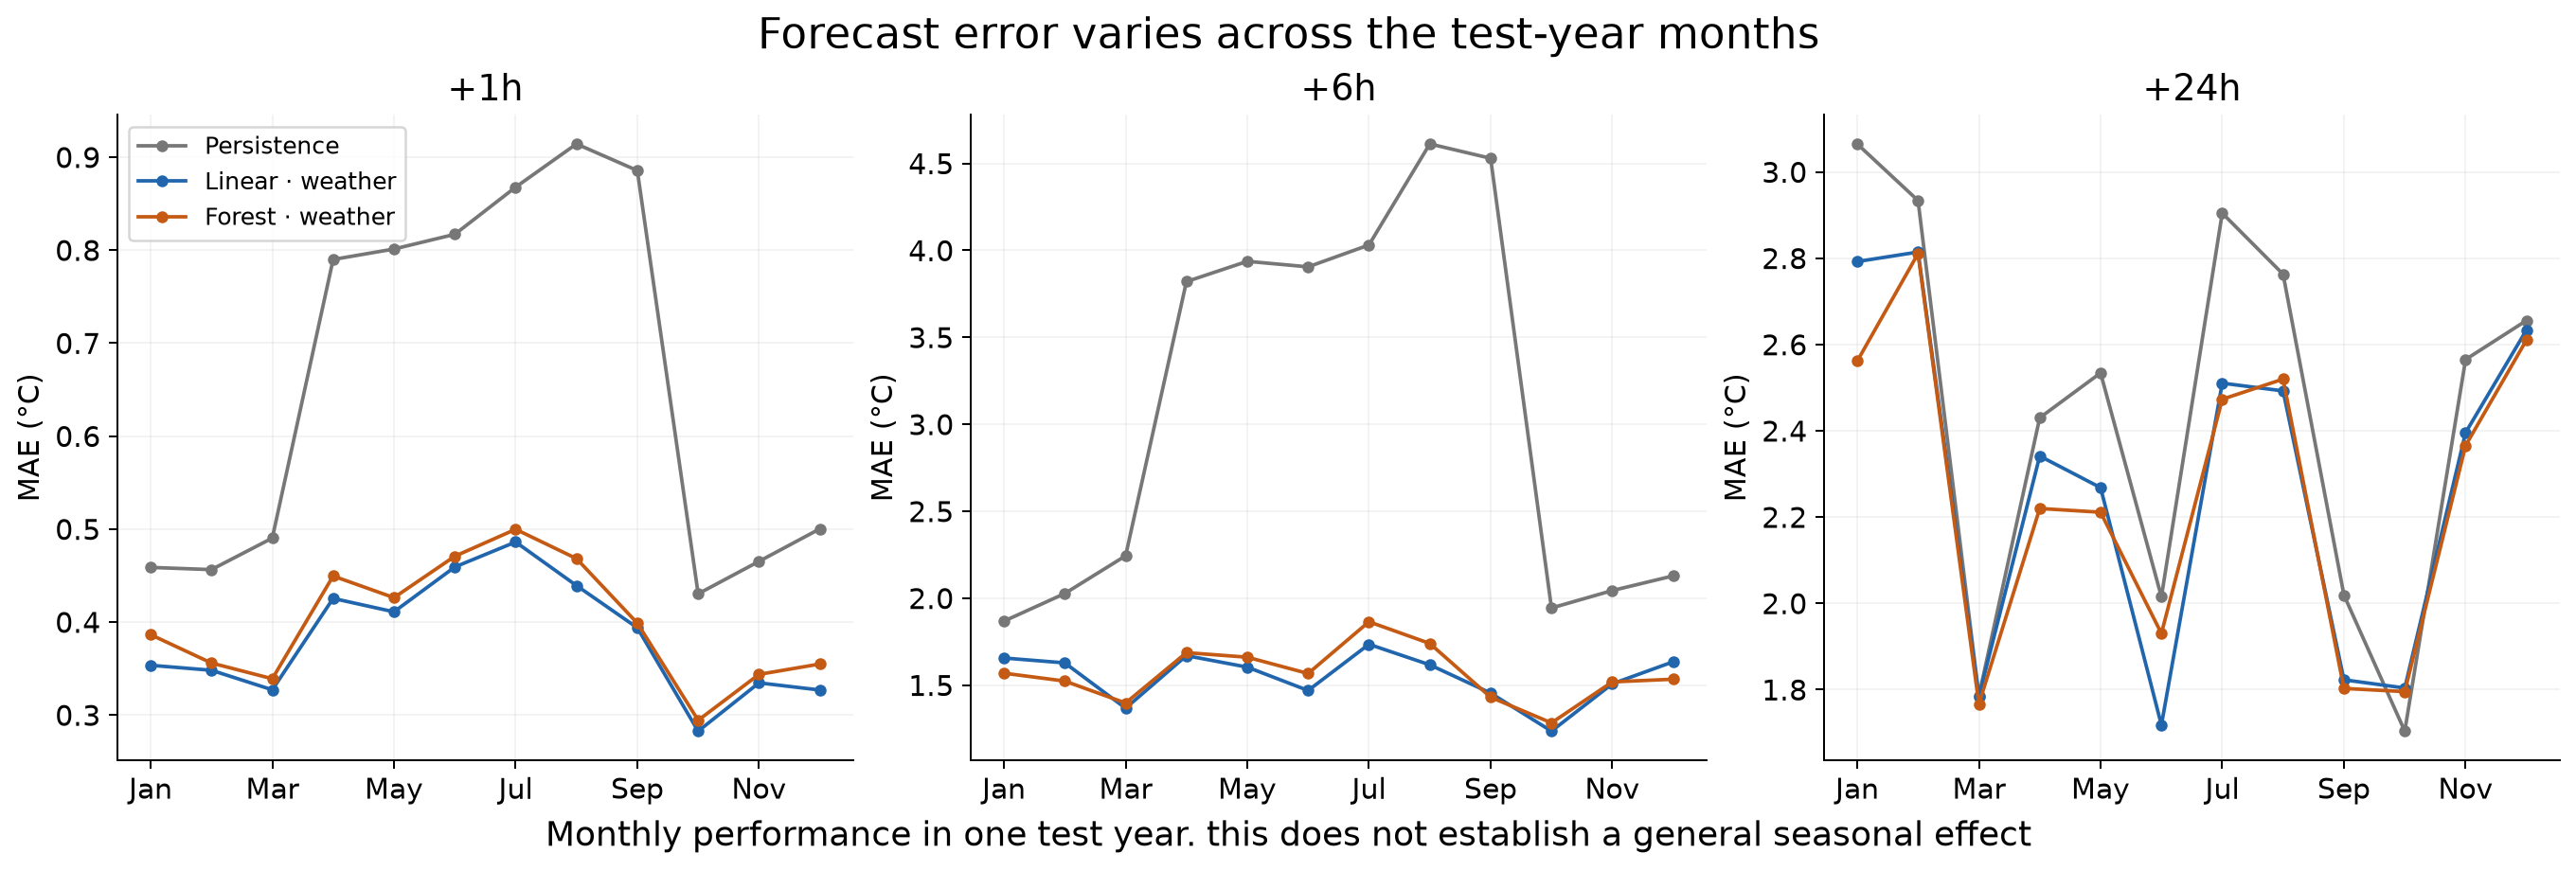 Forecast error varies across the test-year months
+1h
MAE (°C)
0.9
0.8
0.7
0.6
0.5
0.4
0.3
Persistence
Linear · weather
Forest · weather
Jan Mar May Jul Sep Nov
+6h
MAE (°C)
4.5
4.0
3.5
3.0
2.5
2.0
1.5
Jan Mar May Jul Sep Nov
+24h
MAE (°C)
3.0
2.8
2.6
2.4
2.2
2.0
1.8
Jan Mar May Jul Sep Nov
Monthly performance in one test year. this does not establish a general seasonal effect